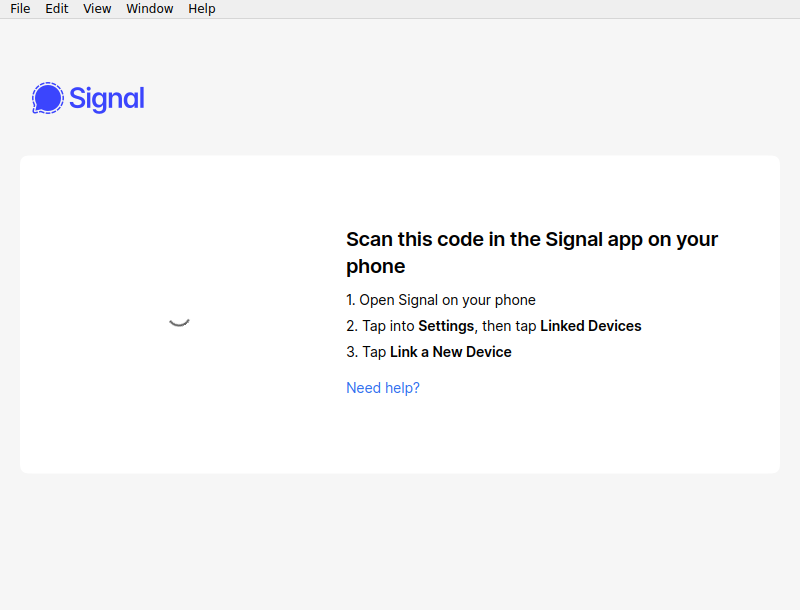 File Edit View Window Help
Signal
Scan this code in the Signal app on your
phone
1. Open Signal on your phone
2. Tap into Settings, then tap Linked Devices
3. Tap Link a New Device
Need help?